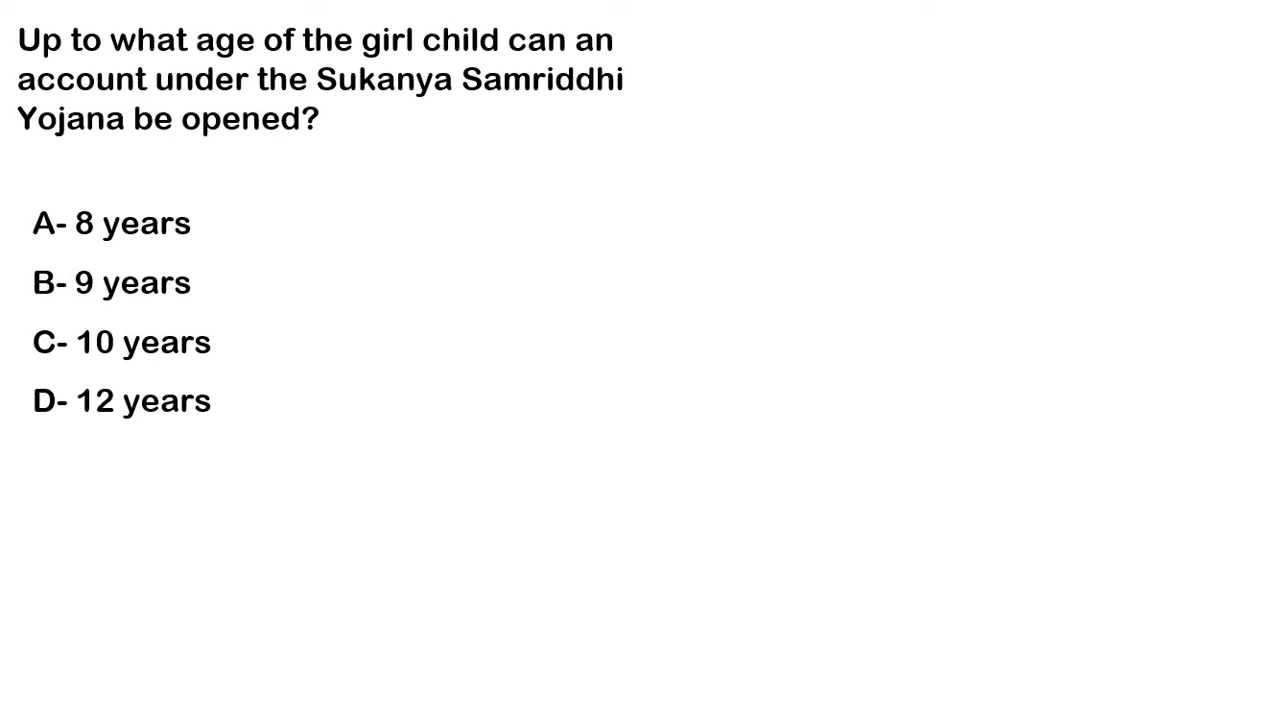 Up to what age of the girl child can an
account under the Sukanya Samriddhi
Yojana be opened?
A- 8 years
B- 9 years
C- 10 years
D- 12 years